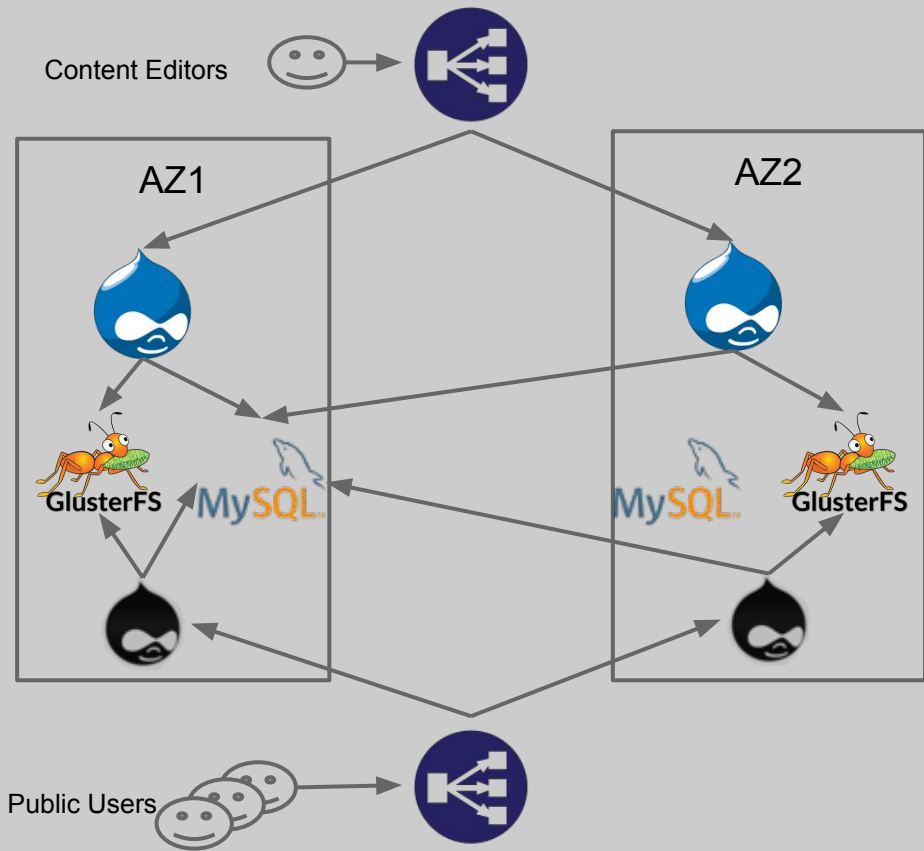 Content Editors
AZ1
AZ2
GlusterFS
MySQL
MySQL
GlusterFS
Public Users